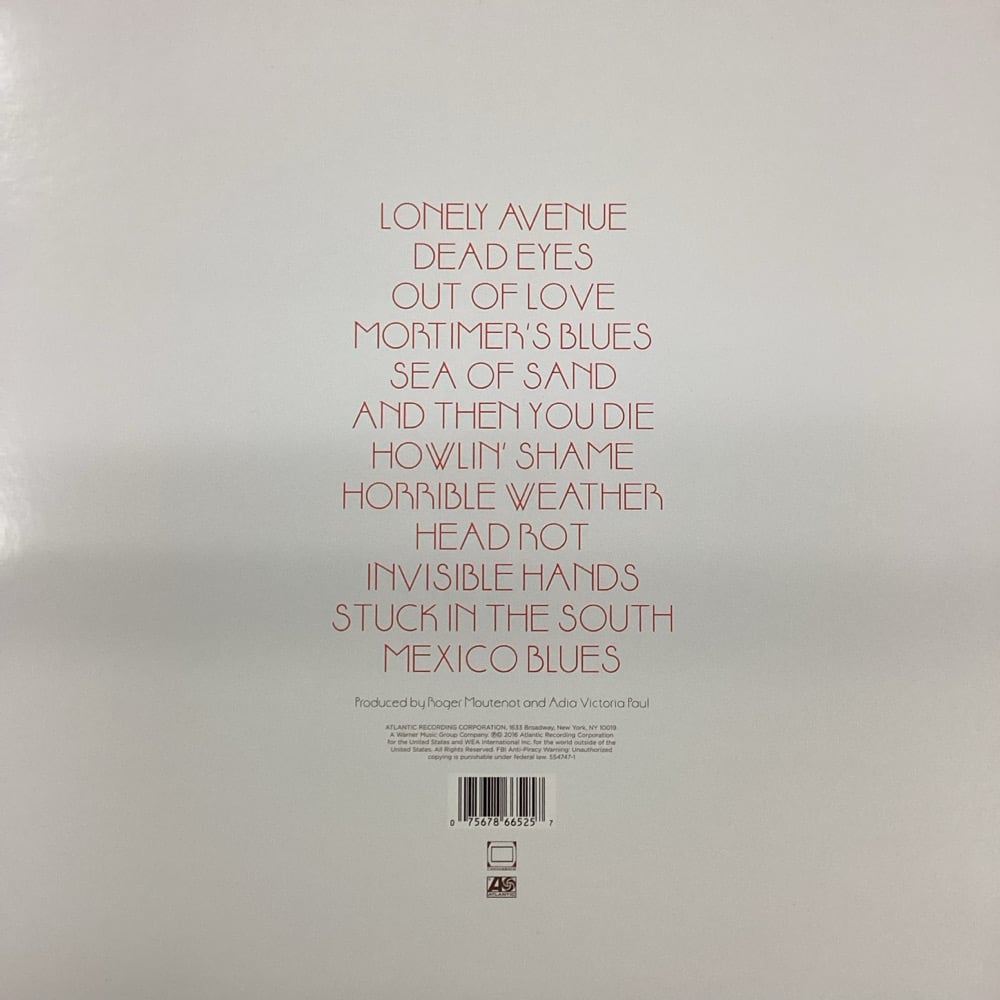 LONELY AVENUE
DEAD EYES
OUT OF LOVE
MORTIMER'S BLUES
SEA OF SAND
AND THEN YOU DIE
HOWLIN' SHAME
HORRIBLE WEATHER
HEAD ROT
INVISIBLE HANDS
STUCK IN THE SOUTH
MEXICO BLUES
Produced by Roger Moutenot and Adia Victoria Paul
ATLANTIC RECORDING CORPORATION, 1633 Broadway, New York, NY 10019.
A Warner Music Group Company. ℗© 2016 Atlantic Recording Corporation
for the United States and WEA International Inc. for the world outside of the
United States. All Rights Reserved. FBI Anti-Piracy Warning: Unauthorized
copying is punishable under federal law. 554747-1
0 75678 66525 7
ATLANTIC